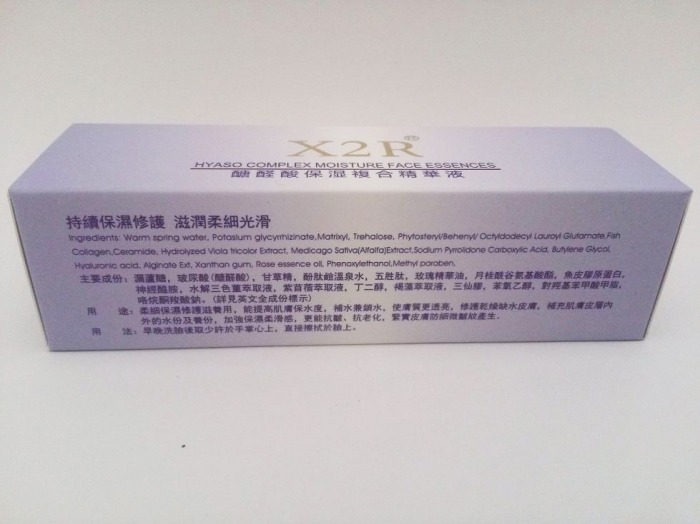 X2R®
HYASO COMPLEX MOISTURE FACE ESSENCES
醣醛酸保湿複合精華液
持續保濕修護 滋潤柔細光滑
Ingredients: Warm spring water, Potasium glycyrrhizinate,Matrixyl, Trehalose, Phytosteryl/Behenyl/ Octyldodecyl Lauroyl Glutamate,Fish
Collagen,Ceramide, Hydrolyzed Viola tricolor Extract, Medicago Sativa(Alfalfa)Extract,Sodium Pyrrolidone Carboxylic Acid, Butylene Glycol,
Hyaluronic acid, Alginate Ext, Xanthan gum, Rose essence oil, Phenoxylethanol,Methyl paraben,
主要成份：漏蘆醣，玻尿酸(醣醛酸)，甘草精，酚肽鹼溫泉水，五胜肽，玫瑰精華油，月桂酰谷氨基酸酯，魚皮膠原蛋白，
神經醯胺，水解三色堇萃取液，紫苜蓿萃取液，丁二醇，褐藻萃取液，三仙膠，苯氧乙醇，對羥基苯甲酸甲脂，
咯烷酮羧酸鈉。(詳見英文全成份標示)
用 途：柔細保濕修護滋養用，能提高肌膚保水度，補水兼鎖水，使膚質更透亮，修護乾燥缺水皮膚，補充肌膚皮層內
外的水份及養份，加強保濕柔滑感，更能抗皺、抗老化，緊實皮膚防細微皺紋產生．
用 法：早晚洗臉後取少許於手掌心上，直接擦拭於臉上。